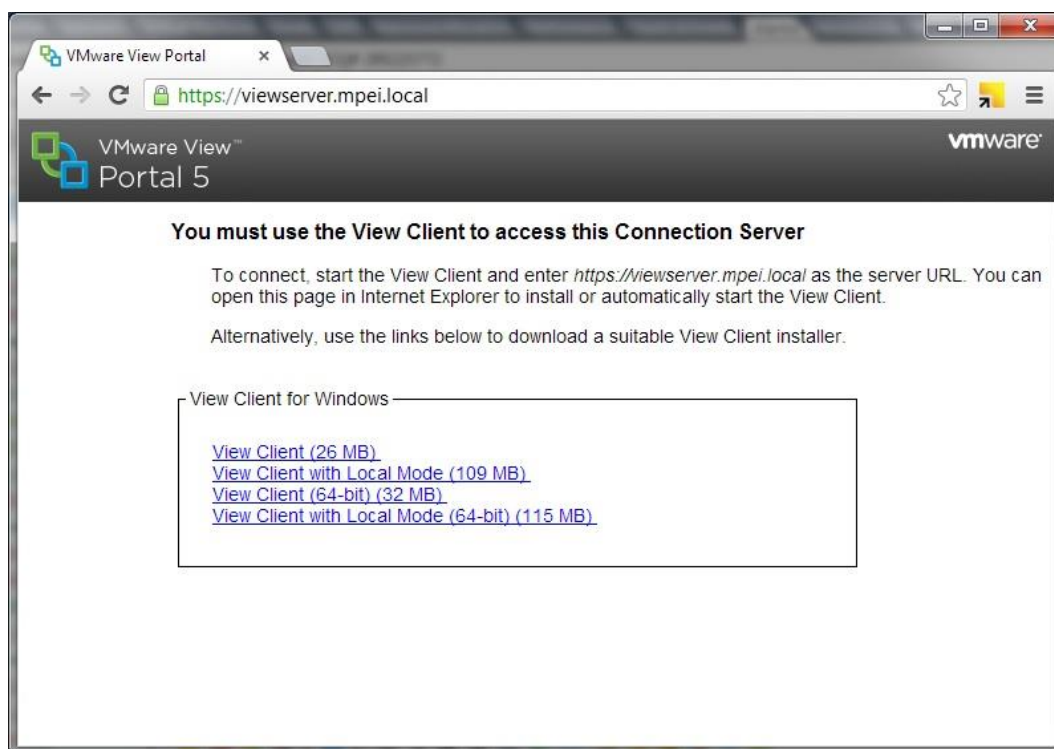 VMware View Portal
https://viewserver.mpei.local
VMware View™
Portal 5
vmware
You must use the View Client to access this Connection Server
To connect, start the View Client and enter https://viewserver.mpei.local as the server URL. You can
open this page in Internet Explorer to install or automatically start the View Client.
Alternatively, use the links below to download a suitable View Client installer.
View Client for Windows
View Client (26 MB)
View Client with Local Mode (109 MB)
View Client (64-bit) (32 MB)
View Client with Local Mode (64-bit) (115 MB)